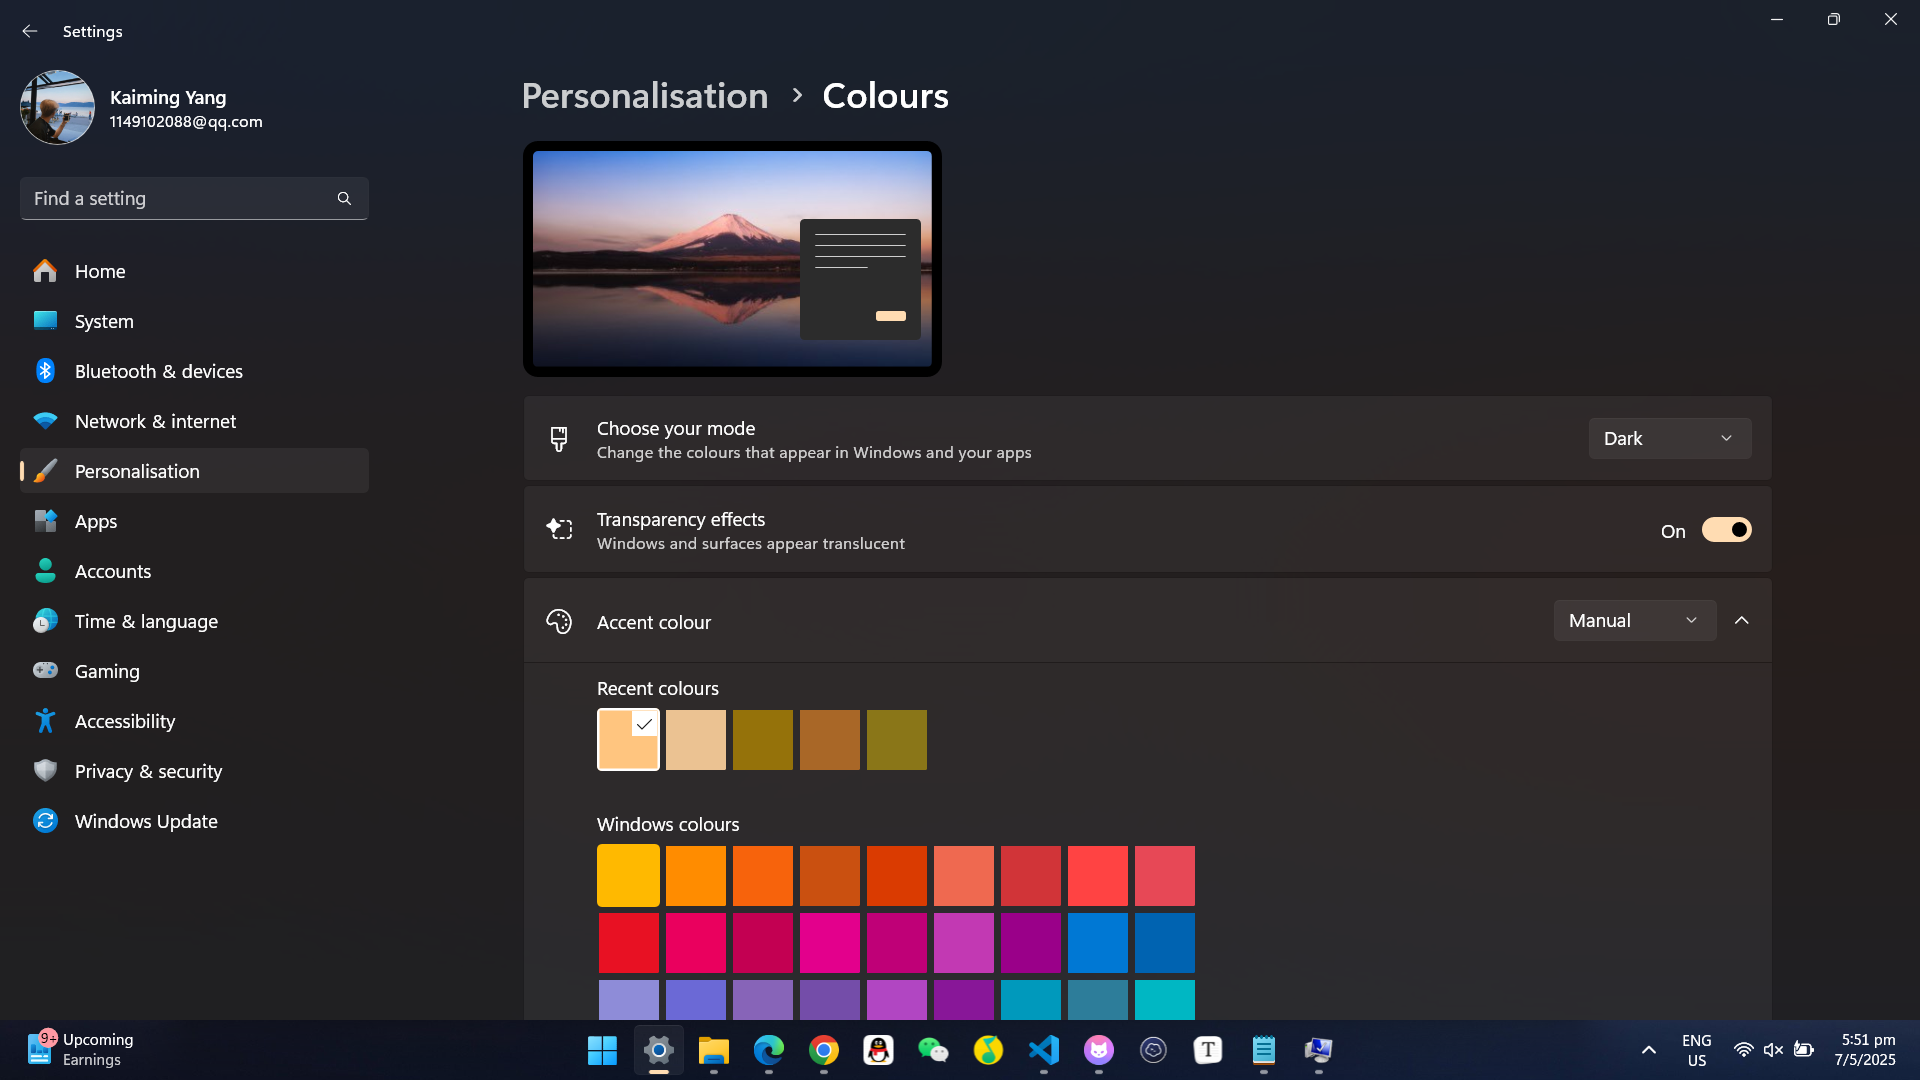 Settings
Kaiming Yang
1149102088@qq.com
Find a setting
Home
System
Bluetooth & devices
Network & internet
Personalisation
Apps
Accounts
Time & language
Gaming
Accessibility
Privacy & security
Windows Update
Personalisation > Colours
Choose your mode
Change the colours that appear in Windows and your apps
Dark
Transparency effects
Windows and surfaces appear translucent
On
Accent colour
Manual
Recent colours
Windows colours
9+
Upcoming
Earnings
T
ENG
US
5:51 pm
7/5/2025